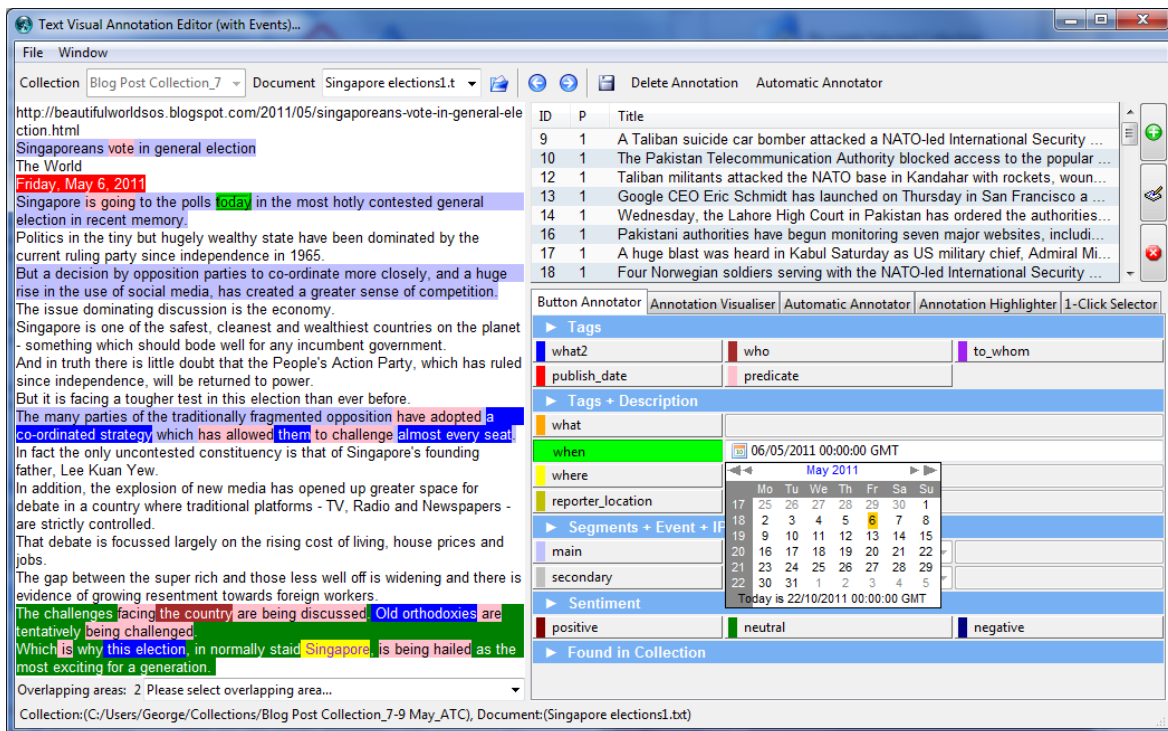 Text Visual Annotation Editor (with Events)...
File Window
Collection Blog Post Collection_7 Document Singapore elections1.t Delete Annotation Automatic Annotator
http://beautifulworldsos.blogspot.com/2011/05/singaporeans-vote-in-general-ele
ction.html
Singaporeans vote in general election
The World
Friday, May 6, 2011
Singapore is going to the polls today in the most hotly contested general
election in recent memory.
Politics in the tiny but hugely wealthy state have been dominated by the
current ruling party since independence in 1965.
But a decision by opposition parties to co-ordinate more closely, and a huge
rise in the use of social media, has created a greater sense of competition.
The issue dominating discussion is the economy.
Singapore is one of the safest, cleanest and wealthiest countries on the planet
- something which should bode well for any incumbent government.
And in truth there is little doubt that the People's Action Party, which has ruled
since independence, will be returned to power.
But it is facing a tougher test in this election than ever before.
The many parties of the traditionally fragmented opposition have adopted a
co-ordinated strategy which has allowed them to challenge almost every seat.
In fact the only uncontested constituency is that of Singapore's founding
father, Lee Kuan Yew.
In addition, the explosion of new media has opened up greater space for
debate in a country where traditional platforms - TV, Radio and Newspapers -
are strictly controlled.
That debate is focussed largely on the rising cost of living, house prices and
jobs.
The gap between the super rich and those less well off is widening and there is
evidence of growing resentment towards foreign workers.
The challenges facing the country are being discussed. Old orthodoxies are
tentatively being challenged.
Which is why this election, in normally staid Singapore, is being hailed as the
most exciting for a generation.
Overlapping areas: 2 Please select overlapping area...
ID P Title
9 1 A Taliban suicide car bomber attacked a NATO-led International Security ...
10 1 The Pakistan Telecommunication Authority blocked access to the popular ...
12 1 Taliban militants attacked the NATO base in Kandahar with rockets, woun...
13 1 Google CEO Eric Schmidt has launched on Thursday in San Francisco a ...
14 1 Wednesday, the Lahore High Court in Pakistan has ordered the authorities...
16 1 Pakistani authorities have begun monitoring seven major websites, includi...
17 1 A huge blast was heard in Kabul Saturday as US military chief, Admiral Mi...
18 1 Four Norwegian soldiers serving with the NATO-led International Security ...
Button Annotator Annotation Visualiser Automatic Annotator Annotation Highlighter 1-Click Selector
Tags
what2 who to_whom
publish_date predicate
Tags + Description
what
when 06/05/2011 00:00:00 GMT
where
reporter_location
Segments + Event + IF
main
secondary
May 2011
Mo Tu We Th Fr Sa Su
17 25 26 27 28 29 30 1
18 2 3 4 5 6 7 8
19 9 10 11 12 13 14 15
20 16 17 18 19 20 21 22
21 23 24 25 26 27 28 29
22 30 31 1 2 3 4 5
Today is 22/10/2011 00:00:00 GMT
Sentiment
positive neutral negative
Found in Collection
Collection:(C:/Users/George/Collections/Blog Post Collection_7-9 May_ATC), Document:(Singapore elections1.txt)